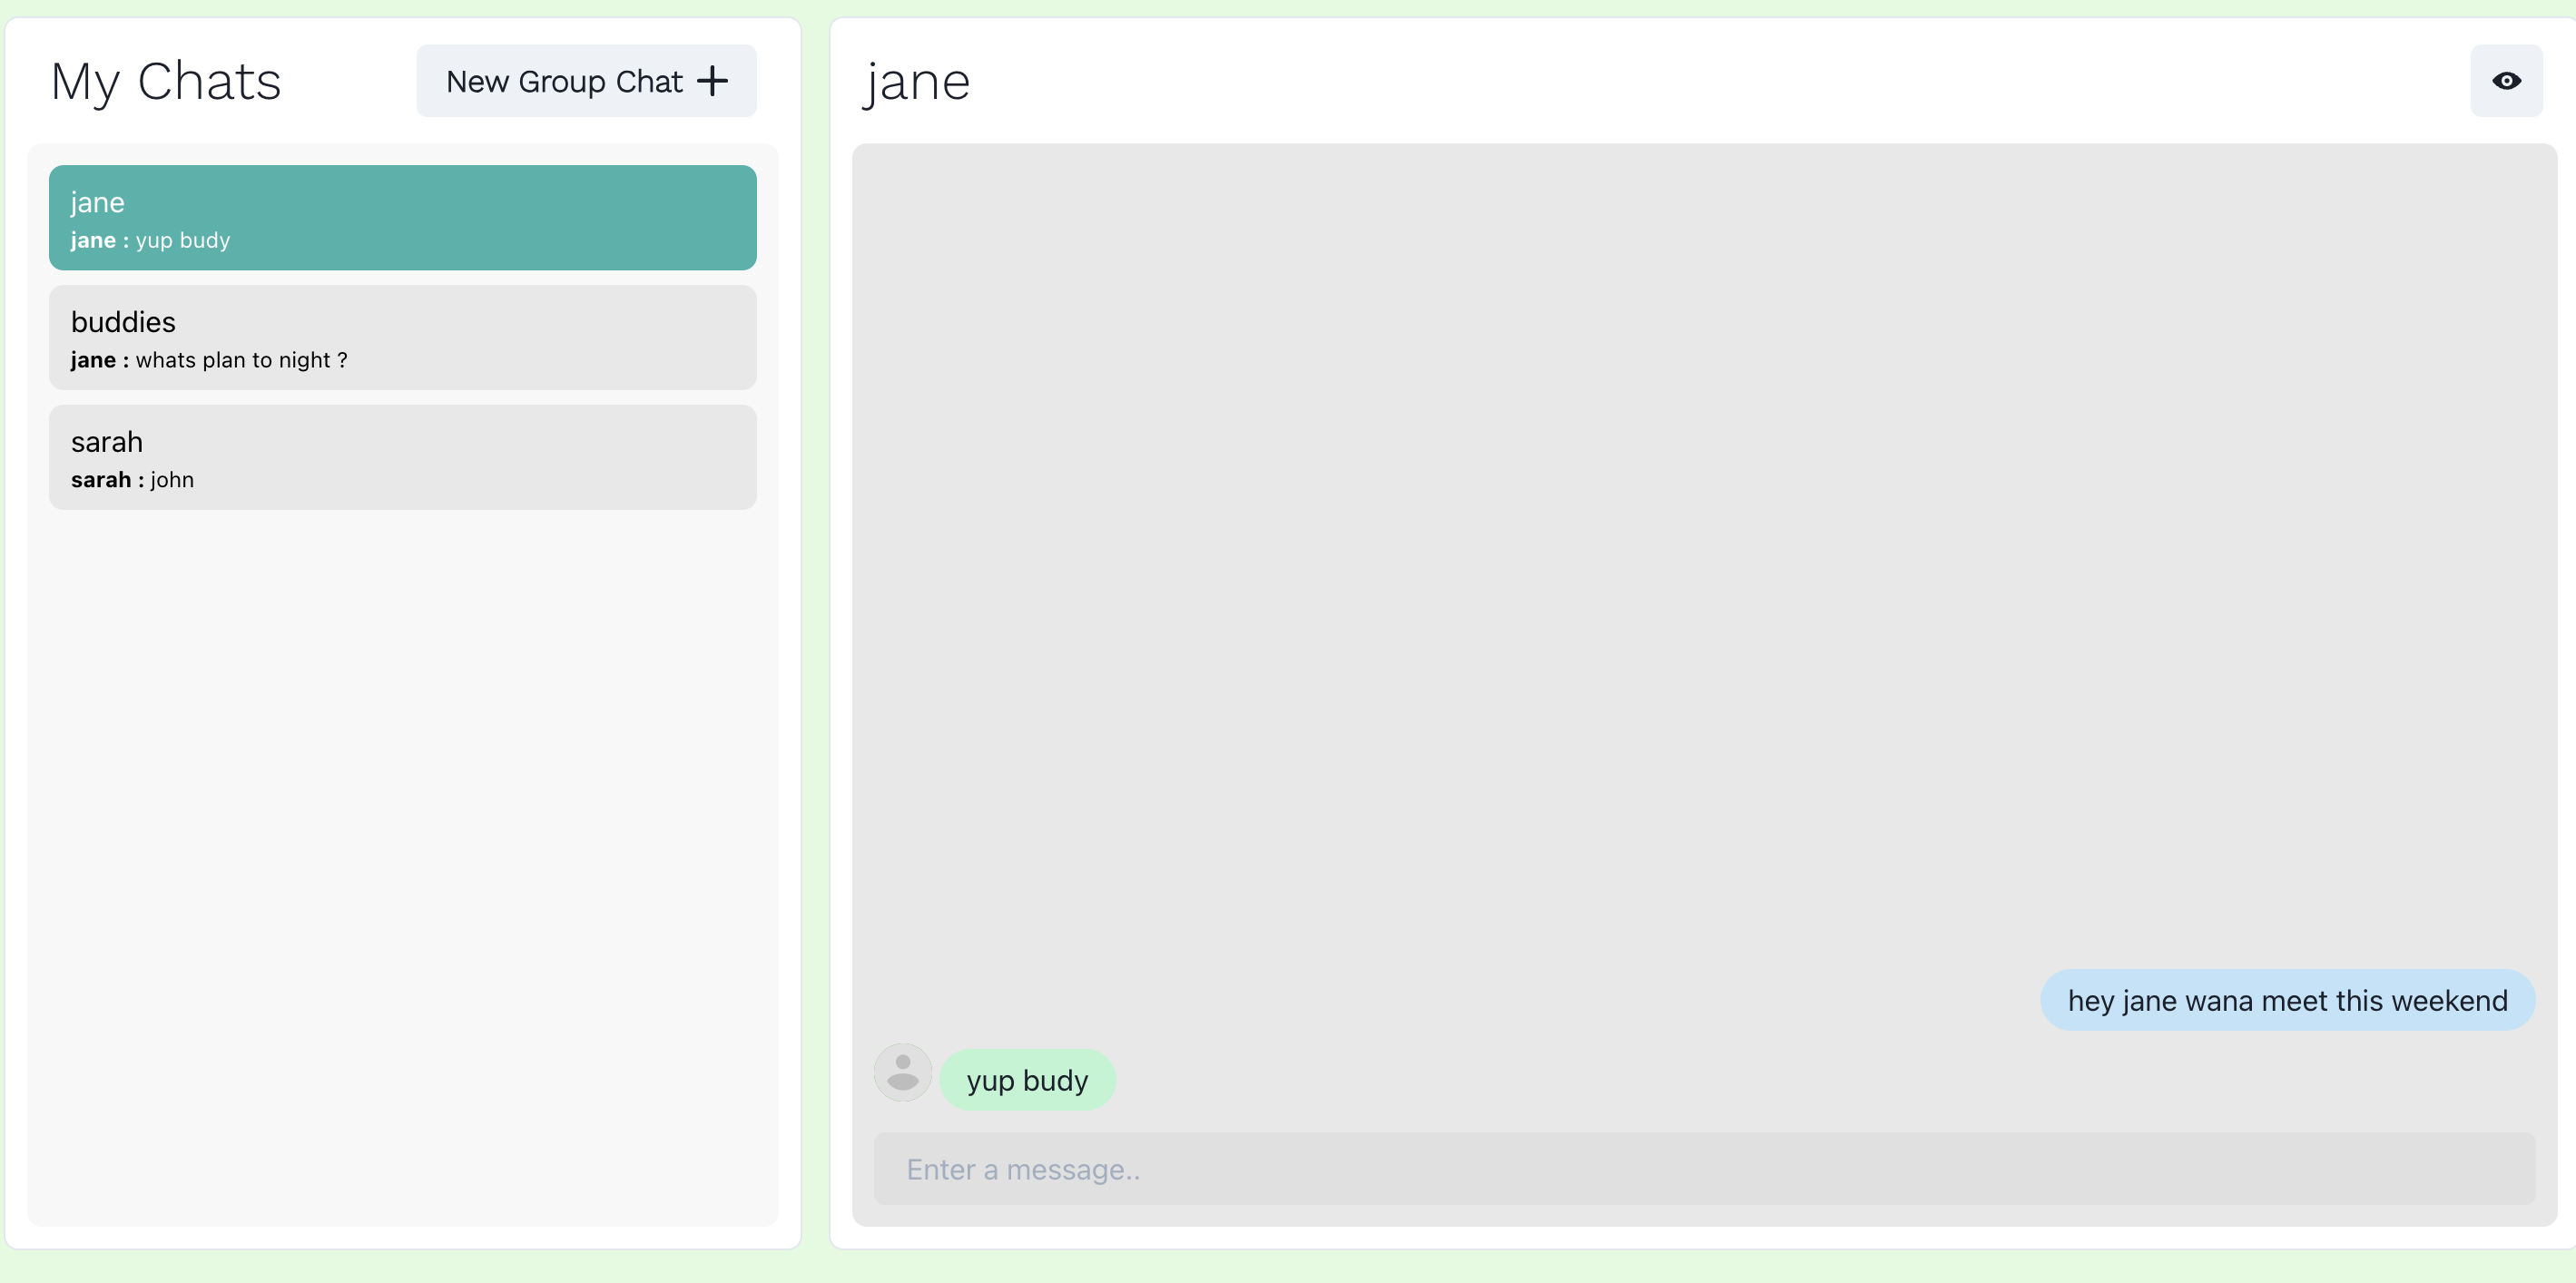 My Chats
New Group Chat +
jane
jane : yup budy
buddies
jane : whats plan to night ?
sarah
sarah : john
jane
hey jane wana meet this weekend
yup budy
Enter a message..